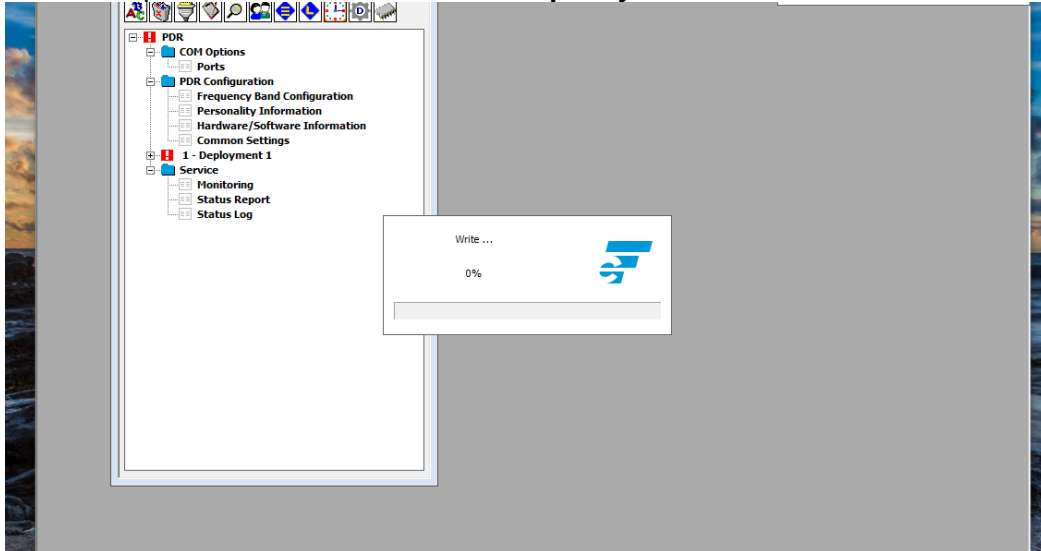 PDR
COM Options
Ports
PDR Configuration
Frequency Band Configuration
Personality Information
Hardware/Software Information
Common Settings
1 - Deployment 1
Service
Monitoring
Status Report
Status Log
Write ...
0%